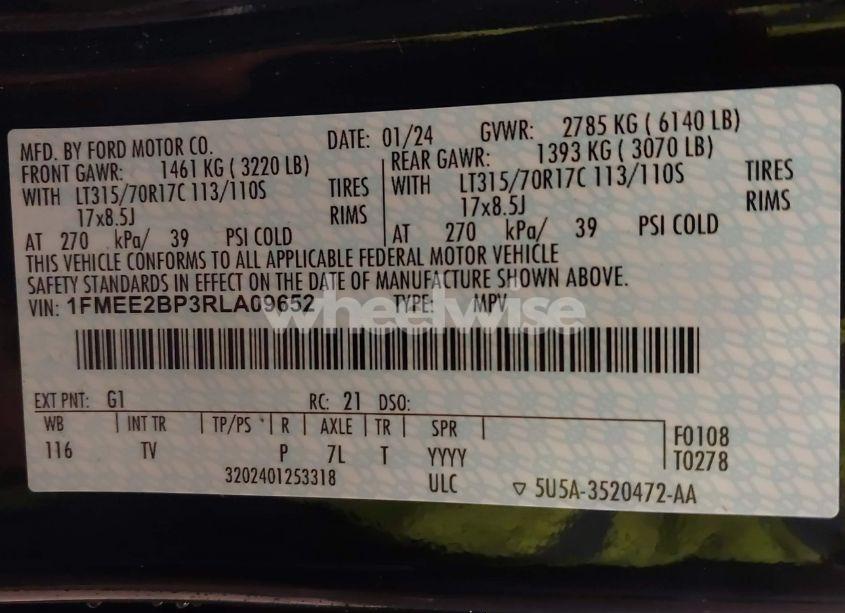 MFD. BY FORD MOTOR CO. DATE: 01/24 GVWR: 2785 KG ( 6140 LB)
FRONT GAWR: 1461 KG ( 3220 LB) REAR GAWR: 1393 KG ( 3070 LB)
WITH LT315/70R17C 113/110S TIRES WITH LT315/70R17C 113/110S TIRES
17x8.5J RIMS 17x8.5J RIMS
AT 270 kPa/ 39 PSI COLD AT 270 kPa/ 39 PSI COLD
THIS VEHICLE CONFORMS TO ALL APPLICABLE FEDERAL MOTOR VEHICLE
SAFETY STANDARDS IN EFFECT ON THE DATE OF MANUFACTURE SHOWN ABOVE.
VIN: 1FMEE2BP3RLA09652 TYPE: MPV
wheelwise
EXT PNT: G1 RC: 21 DSO:
WB INT TR TP/PS R AXLE TR SPR
116 TV P 7L T YYYY
F0108
T0278
3202401253318 ULC ▽ 5U5A-3520472-AA